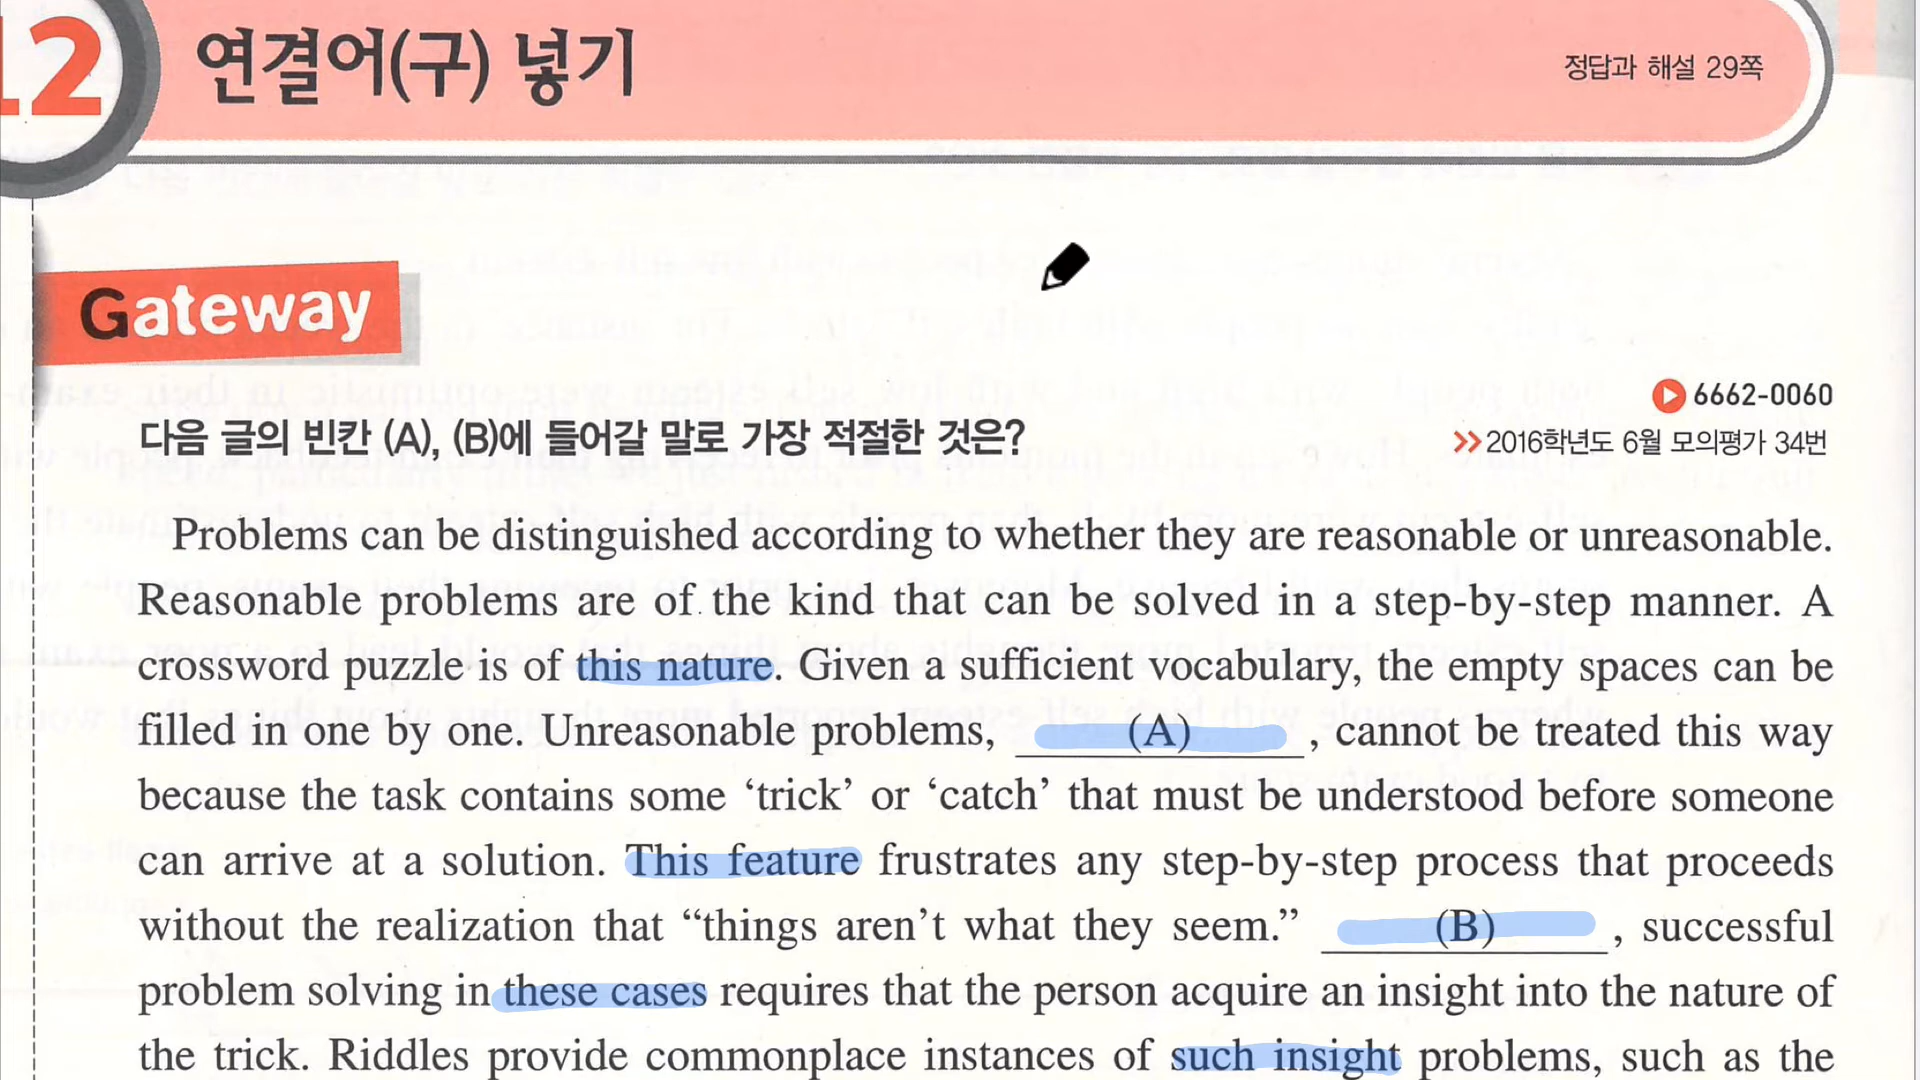 12
연결어(구) 넣기
정답과 해설 29쪽
Gateway
6662-0060
다음 글의 빈칸 (A), (B)에 들어갈 말로 가장 적절한 것은?
2016학년도 6월 모의평가 34번
Problems can be distinguished according to whether they are reasonable or unreasonable.
Reasonable problems are of the kind that can be solved in a step-by-step manner. A
crossword puzzle is of this nature. Given a sufficient vocabulary, the empty spaces can be
filled in one by one. Unreasonable problems, (A) , cannot be treated this way
because the task contains some ‘trick’ or ‘catch’ that must be understood before someone
can arrive at a solution. This feature frustrates any step-by-step process that proceeds
without the realization that “things aren’t what they seem.” (B) , successful
problem solving in these cases requires that the person acquire an insight into the nature of
the trick. Riddles provide commonplace instances of such insight problems, such as the